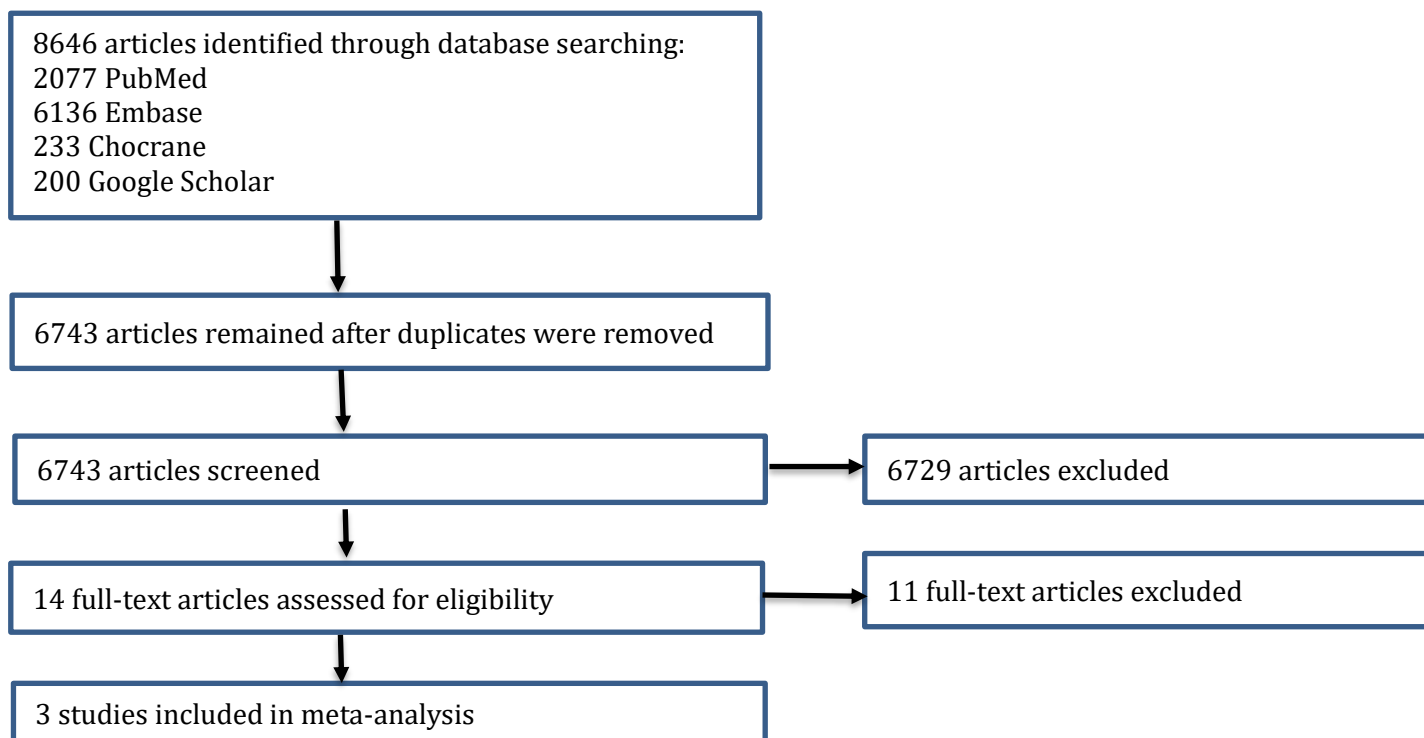 8646 articles identified through database searching:
2077 PubMed
6136 Embase
233 Chocrane
200 Google Scholar
6743 articles remained after duplicates were removed
6743 articles screened
6729 articles excluded
14 full-text articles assessed for eligibility
11 full-text articles excluded
3 studies included in meta-analysis